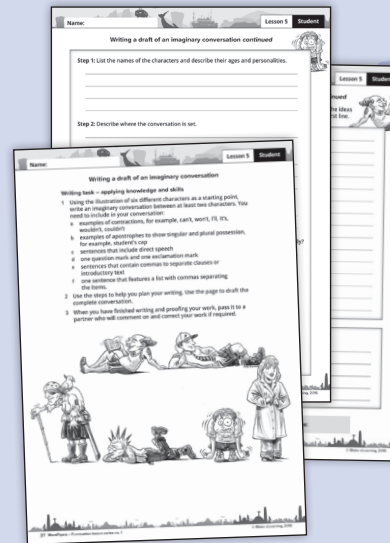 Name:
Lesson 5 Student
Writing a draft of an imaginary conversation continued
Step 1: List the names of the characters and describe their ages and personalities.
Step 2: Describe where the conversation is set.
Lesson 5 Student
Name:
Lesson 5 Student
Writing a draft of an imaginary conversation
Writing task – applying knowledge and skills
1 Using the illustration of six different characters as a starting point,
write an imaginary conversation between at least two characters. You
need to include in your conversation:
a examples of contractions, for example, can't, won't, I'll, it's,
wouldn't, couldn't
b examples of apostrophes to show singular and plural possession,
for example, student's cap
c sentences that include direct speech
d one question mark and one exclamation mark
e sentences that contain commas to separate clauses or
introductory text
f one sentence that features a list with commas separating
the items.
2 Use the steps to help you plan your writing. Use the page to draft the
complete conversation.
3 When you have finished writing and proofing your work, pass it to a
partner who will comment on and correct your work if required.